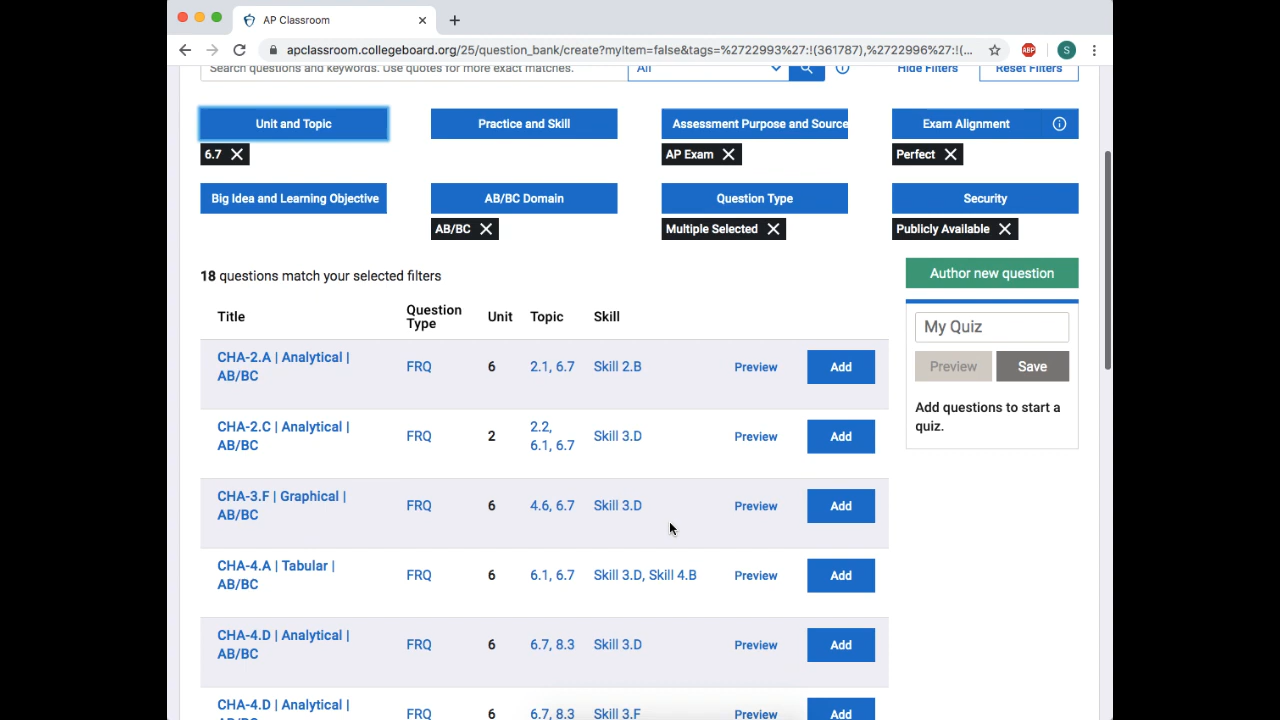 AP Classroom
apclassroom.collegeboard.org/25/question_bank/create?myItem=false&tags=%2722993%27:!(361787),%2722996%27:!(...
ABP
S
Search questions and keywords. Use quotes for more exact matches.
All
Hide Filters
Reset Filters
Unit and Topic
Practice and Skill
Assessment Purpose and Source
Exam Alignment
6.7
AP Exam
Perfect
Big Idea and Learning Objective
AB/BC Domain
Question Type
Security
AB/BC
Multiple Selected
Publicly Available
18 questions match your selected filters
Author new question
Title
Question
Type
Unit
Topic
Skill
My Quiz
Preview
Save
Add questions to start a
quiz.
CHA-2.A | Analytical |
AB/BC
FRQ
6
2.1, 6.7
Skill 2.B
Preview
Add
CHA-2.C | Analytical |
AB/BC
FRQ
2
2.2,
6.1, 6.7
Skill 3.D
Preview
Add
CHA-3.F | Graphical |
AB/BC
FRQ
6
4.6, 6.7
Skill 3.D
Preview
Add
CHA-4.A | Tabular |
AB/BC
FRQ
6
6.1, 6.7
Skill 3.D, Skill 4.B
Preview
Add
CHA-4.D | Analytical |
AB/BC
FRQ
6
6.7, 8.3
Skill 3.D
Preview
Add
CHA-4.D | Analytical |
AB/BC
FRQ
6
6.7, 8.3
Skill 3.F
Preview
Add